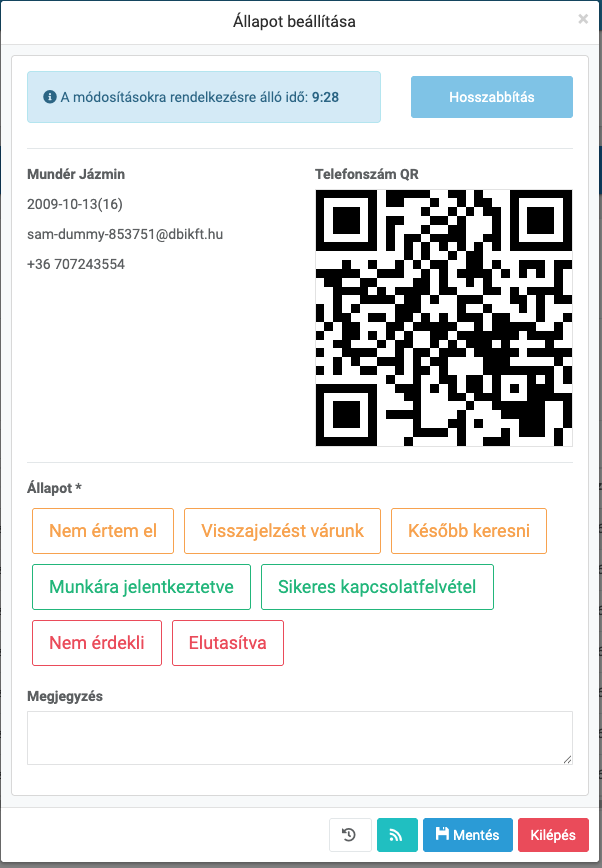 Állapot beállítása
×
A módosításokra rendelkezésre álló idő: 9:28
Hosszabbítás
Mundér Jázmin
2009-10-13(16)
sam-dummy-853751@dbikft.hu
+36 707243554
Telefonszám QR
Állapot *
Nem értem el
Visszajelzést várunk
Később keresni
Munkára jelentkeztetve
Sikeres kapcsolatfelvétel
Nem érdekli
Elutasítva
Megjegyzés
Mentés
Kilépés